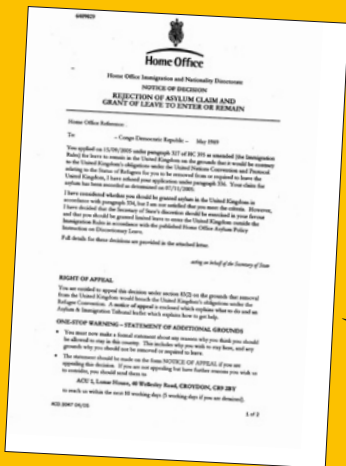 Home Office
Home Office Immigration and Nationality Directorate
NOTICE OF DECISION
REJECTION OF ASYLUM CLAIM AND
GRANT OF LEAVE TO ENTER OR REMAIN
Home Office Reference:
To - Congo Democratic Republic - May 1989
You applied on under paragraph 327 of HC 395 as amended (the Immigration
Rules) for leave to remain in the United Kingdom on the grounds that it would be contrary
to the United Kingdom's obligations under the United Nations Convention and Protocol
relating to the Status of Refugees for you to be removed from or required to leave the
United Kingdom. I have refused your application under paragraph 336. Your claim for
asylum has been recorded as determined on
I have considered whether you should be granted asylum in the United Kingdom in
accordance with paragraph 334, but I am not satisfied that you meet the criteria. However,
I have decided that the Secretary of State's discretion should be exercised in your favour
and that you should be granted limited leave to enter the United Kingdom outside the
Immigration Rules in accordance with the published Home Office Asylum Policy
Instruction on Discretionary Leave.
Full details for these decisions are provided in the attached letter.
acting on behalf of the Secretary of State
RIGHT OF APPEAL
You are entitled to appeal this decision under section 83(2) on the grounds that removal
from the United Kingdom would breach the United Kingdom's obligations under the
Refugee Convention. A notice of appeal is enclosed which explains what to do and an
Asylum & Immigration Tribunal leaflet which explains how to get help.
ONE-STOP WARNING - STATEMENT OF ADDITIONAL GROUNDS
• You must now make a formal statement about any reasons why you think you should
be allowed to stay in this country. This includes why you wish to stay here, and any
grounds why you should not be removed or required to leave.
• The statement should be made on the form NOTICE OF APPEAL if you are
appealing this decision. If you are not appealing but have further reasons you wish us
to consider, you should send them to
ACU 1, Lunar House, 40 Wellesley Road, CROYDON, CR9 2BY
to reach us within the next 10 working days (5 working days if you are detained).
1 of 2